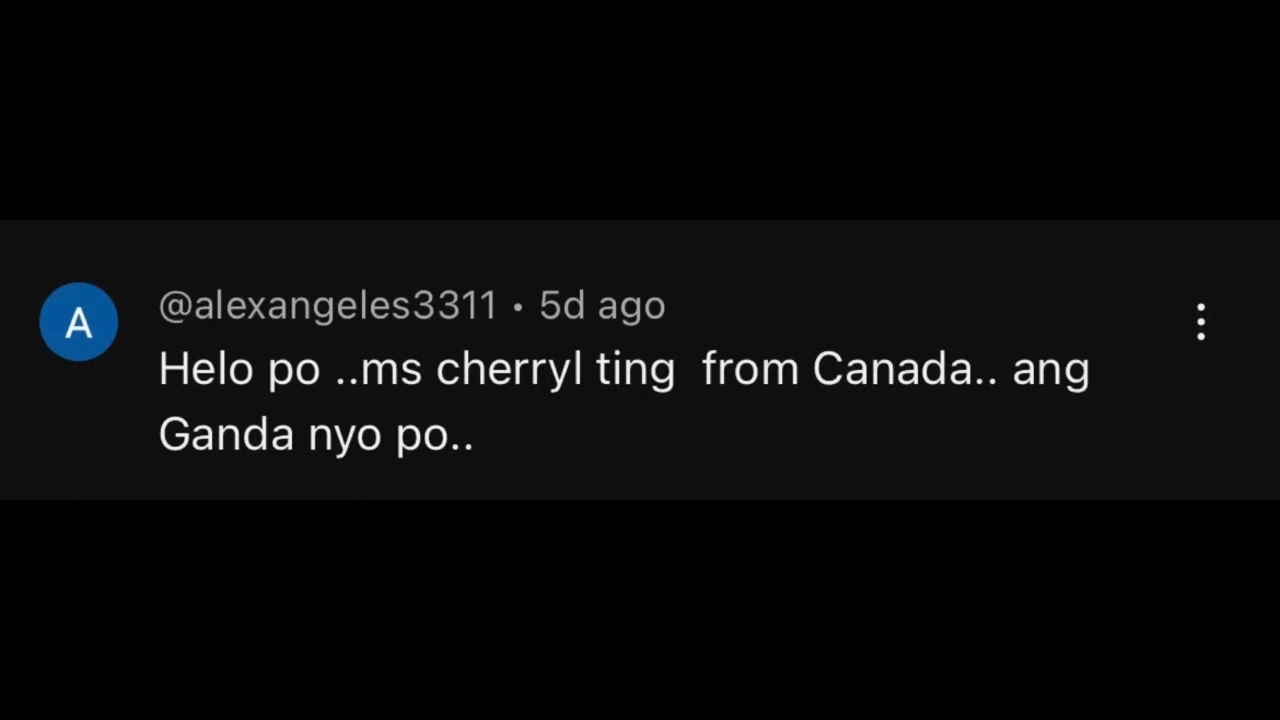 A
@alexangeles3311 • 5d ago
Helo po ..ms cherryl ting  from Canada.. ang
Ganda nyo po..